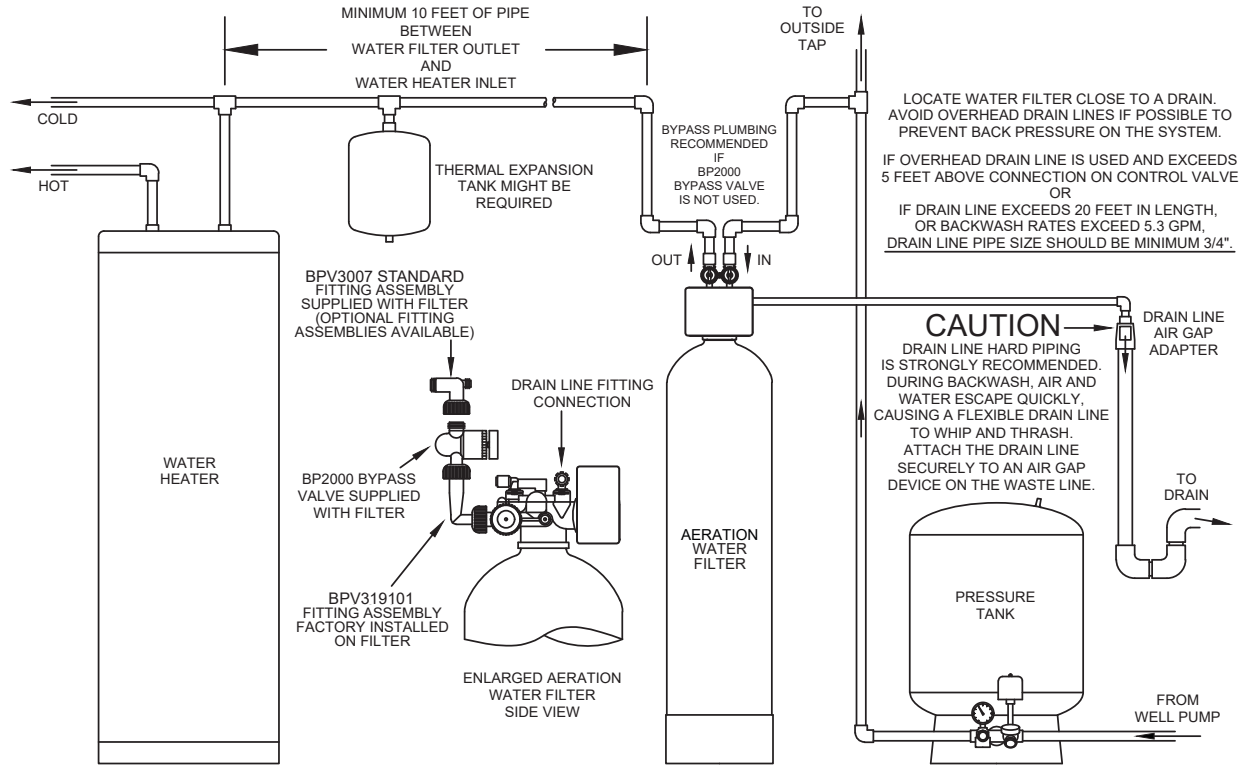 MINIMUM 10 FEET OF PIPE
BETWEEN
WATER FILTER OUTLET
AND
WATER HEATER INLET
TO
OUTSIDE
TAP
COLD
HOT
THERMAL EXPANSION
TANK MIGHT BE
REQUIRED
BYPASS PLUMBING
RECOMMENDED
IF
BP2000
BYPASS VALVE
IS NOT USED.
LOCATE WATER FILTER CLOSE TO A DRAIN.
AVOID OVERHEAD DRAIN LINES IF POSSIBLE TO
PREVENT BACK PRESSURE ON THE SYSTEM.
IF OVERHEAD DRAIN LINE IS USED AND EXCEEDS
5 FEET ABOVE CONNECTION ON CONTROL VALVE
OR
IF DRAIN LINE EXCEEDS 20 FEET IN LENGTH,
OR BACKWASH RATES EXCEED 5.3 GPM,
DRAIN LINE PIPE SIZE SHOULD BE MINIMUM 3/4".
OUT
IN
BPV3007 STANDARD
FITTING ASSEMBLY
SUPPLIED WITH FILTER
(OPTIONAL FITTING
ASSEMBLIES AVAILABLE)
DRAIN LINE FITTING
CONNECTION
CAUTION
DRAIN LINE HARD PIPING
IS STRONGLY RECOMMENDED.
DURING BACKWASH, AIR AND
WATER ESCAPE QUICKLY,
CAUSING A FLEXIBLE DRAIN LINE
TO WHIP AND THRASH.
ATTACH THE DRAIN LINE
SECURELY TO AN AIR GAP
DEVICE ON THE WASTE LINE.
DRAIN LINE
AIR GAP
ADAPTER
WATER
HEATER
BP2000 BYPASS
VALVE SUPPLIED
WITH FILTER
BPV319101
FITTING ASSEMBLY
FACTORY INSTALLED
ON FILTER
ENLARGED AERATION
WATER FILTER
SIDE VIEW
AERATION
WATER
FILTER
PRESSURE
TANK
TO
DRAIN
FROM
WELL PUMP